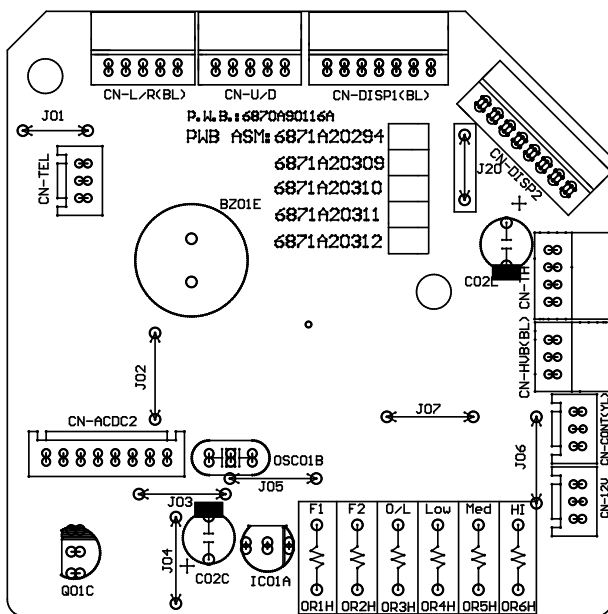 CN-L/R(BL)
CN-U/D
CN-DISP1(BL)
J01
P.W.B.:6870A90116A
PWB ASM:6871A20294
6871A20309
6871A20310
6871A20311
6871A20312
CN-TEL
J20
CN-DISP2
BZ01E
C02L
CN-TH
CN-HVB(BL)
J02
CN-ACDC2
J07
J06
CN-CONT(YL)
OSC01B
J05
J03
CN-12V
J04
F1
F2
O/L
Low
Med
HI
Q01C
C02C
IC01A
OR1H
OR2H
OR3H
OR4H
OR5H
OR6H